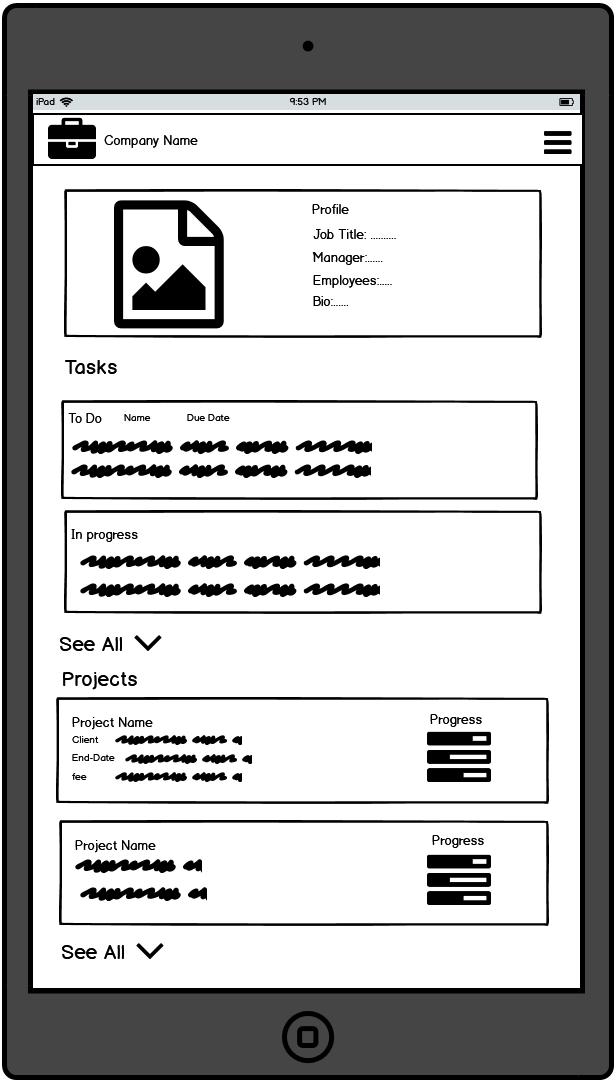 iPad 9:53 PM
Company Name
Profile
Job Title: ..........
Manager:......
Employees:.....
Bio:......
Tasks
To Do Name Due Date
In progress
See All
Projects
Project Name Progress
Client
End-Date
fee
Project Name Progress
See All